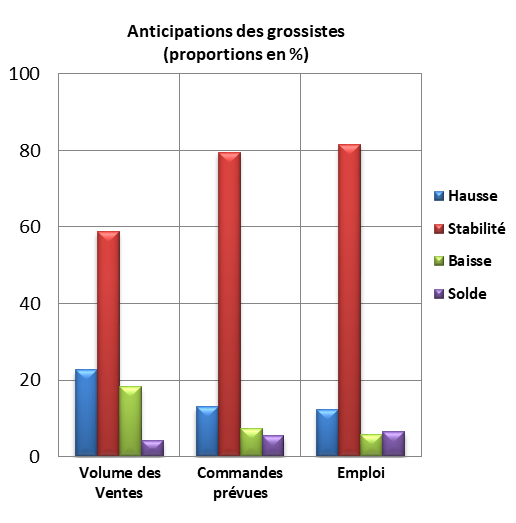 Anticipations des grossistes
(proportions en %)
100
80
60
40
20
0
Volume des
Ventes
Commandes
prévues
Emploi
Hausse
Stabilité
Baisse
Solde